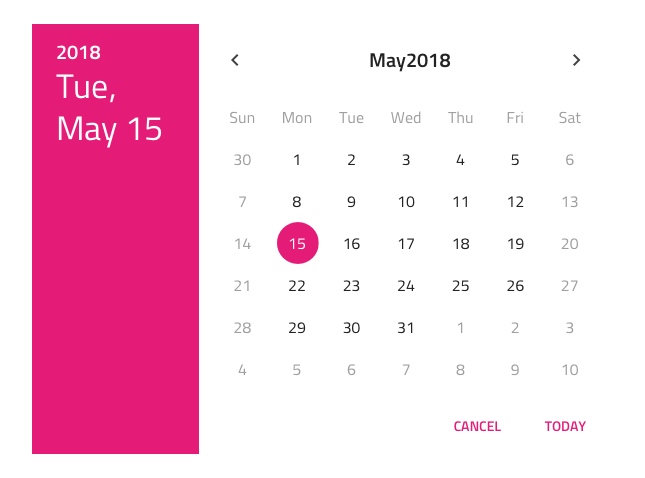 2018
Tue,
May 15
May2018
Sun Mon Tue Wed Thu Fri Sat
30 1 2 3 4 5 6
7 8 9 10 11 12 13
14 15 16 17 18 19 20
21 22 23 24 25 26 27
28 29 30 31 1 2 3
4 5 6 7 8 9 10
CANCEL TODAY